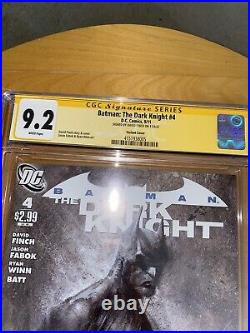 CGC Signature SERIES
Batman: The Dark Knight #4
D.C. Comics, 9/11
9.2
WHITE Pages
Variant Cover
DC
BATMAN
THE DARK KNIGHT
4
$2.99
DAVID FINCH
JASON FABOK
RYAN WINN
BATT